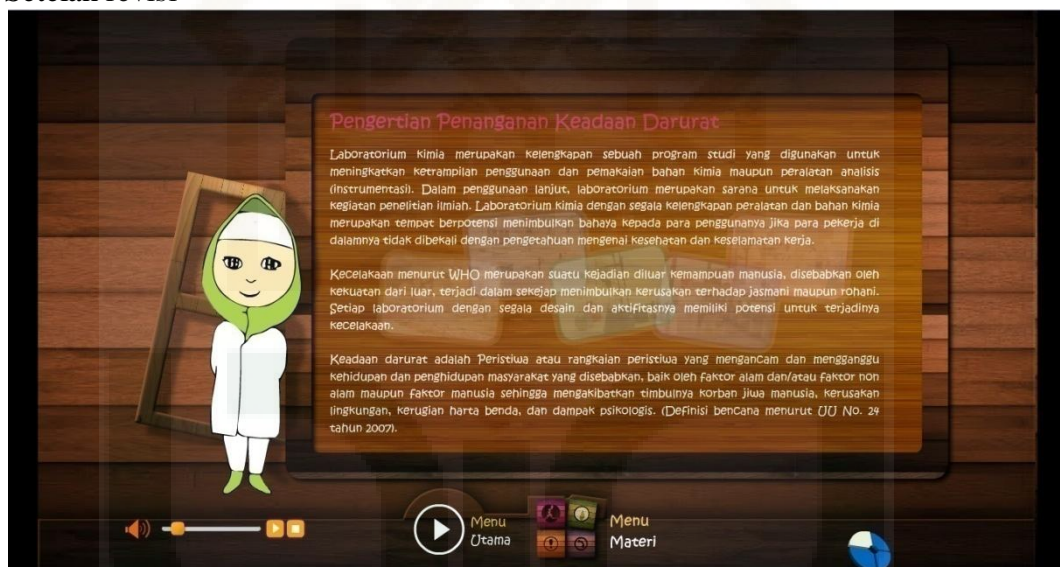 Setelah revisi
Pengertian Penanganan Keadaan Darurat
Laboratorium kimia merupakan kelengkapan sebuah program studi yang digunakan untuk
meningkatkan ketrampilan penggunaan dan pemakaian bahan kimia maupun peralatan analisis
(instrumentasi). Dalam penggunaan lanjut, laboratorium merupakan sarana untuk melaksanakan
kegiatan penelitian ilmiah. Laboratorium kimia dengan segala kelengkapan peralatan dan bahan kimia
merupakan tempat berpotensi menimbulkan bahaya kepada para penggunanya jika para pekerja di
dalamnya tidak dibekali dengan pengetahuan mengenai kesehatan dan keselamatan kerja.
Kecelakaan menurut WHO merupakan suatu kejadian diluar kemampuan manusia, disebabkan oleh
kekuatan dari luar, terjadi dalam sekejap menimbulkan kerusakan terhadap jasmani maupun rohani.
Setiap laboratorium dengan segala desain dan aktifitasnya memiliki potensi untuk terjadinya
kecelakaan.
Keadaan darurat adalah Peristiwa atau rangkaian peristiwa yang mengancam dan mengganggu
kehidupan dan penghidupan masyarakat yang disebabkan, baik oleh faktor alam dan/atau faktor non
alam maupun faktor manusia sehingga mengakibatkan timbulnya korban jiwa manusia, kerusakan
lingkungan, kerugian harta benda, dan dampak psikologis. (Definisi bencana menurut UU No. 24
tahun 2007).
Menu
Utama
Menu
Materi